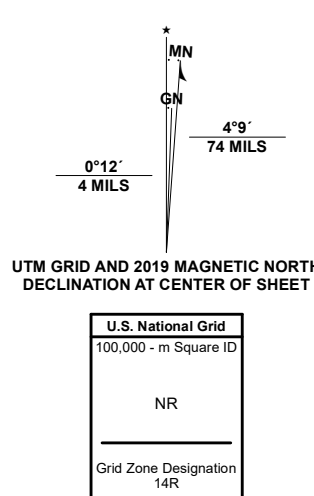 MN
GN
4°9´
74 MILS
0°12´
4 MILS
UTM GRID AND 2019 MAGNETIC NORTH
DECLINATION AT CENTER OF SHEET
U.S. National Grid
100,000 - m Square ID
NR
Grid Zone Designation
14R